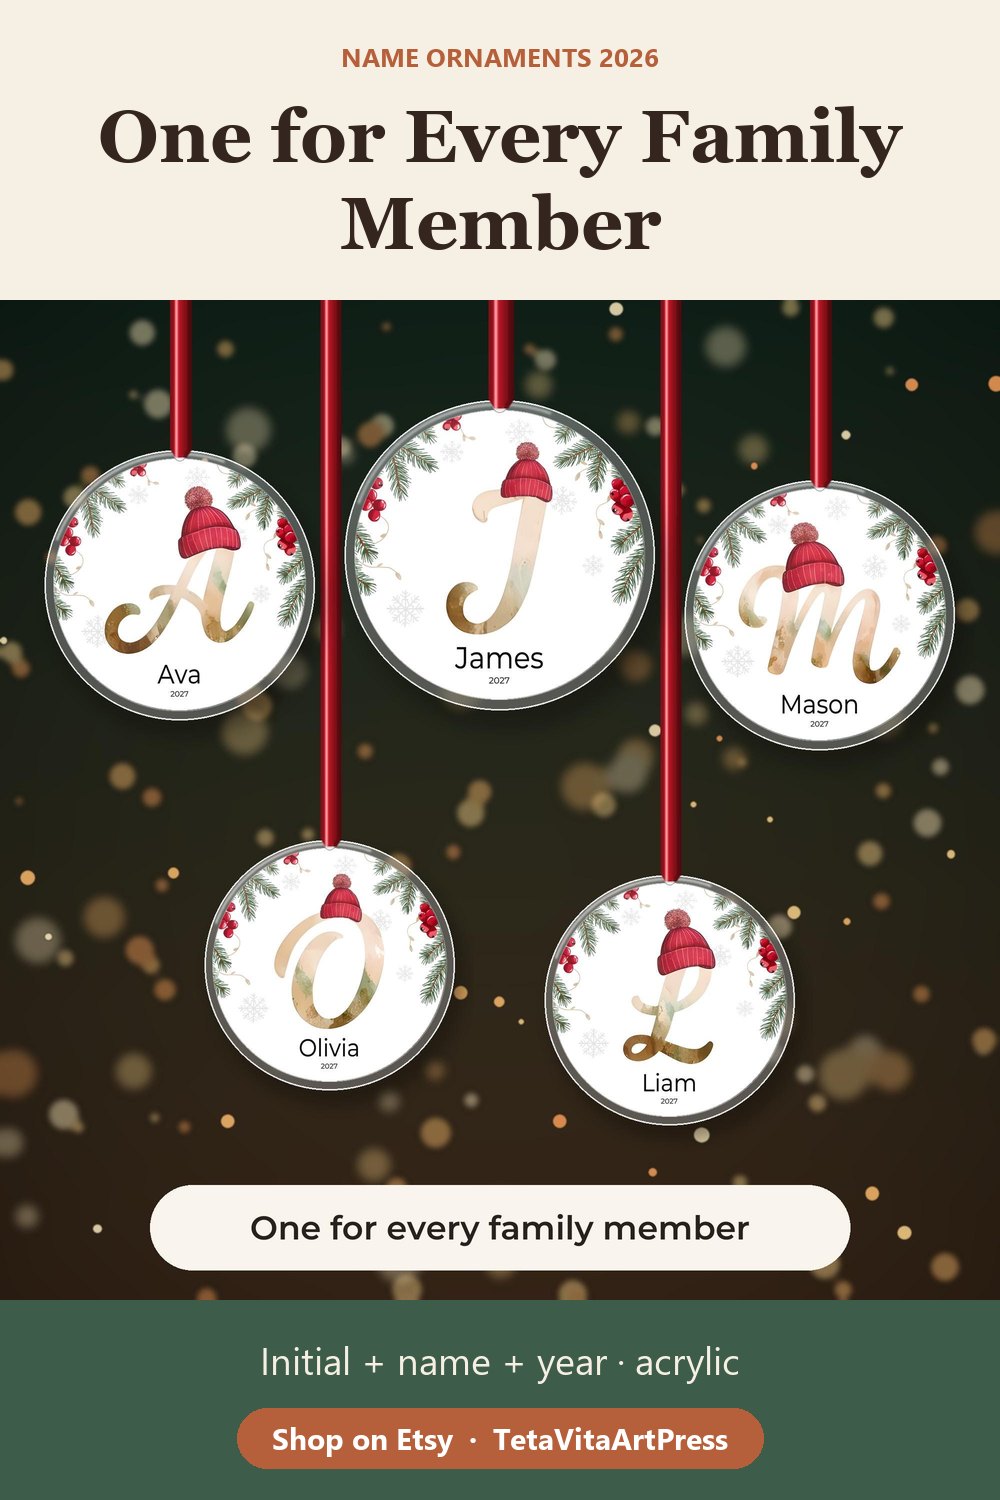 NAME ORNAMENTS 2026
One for Every Family
Member
A
Ava
2027
J
James
2027
M
Mason
2027
O
Olivia
2027
L
Liam
2027
One for every family member
Initial + name + year · acrylic
Shop on Etsy · TetaVitaArtPress